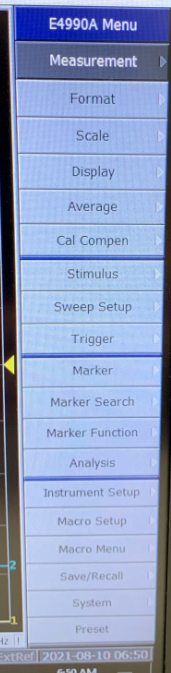 E4990A Menu
Measurement
Format
Scale
Display
Average
Cal Compen
Stimulus
Sweep Setup
Trigger
Marker
Marker Search
Marker Function
Analysis
Instrument Setup
Macro Setup
Macro Menu
Save/Recall
System
Preset
2
1
Hz !
ExtRef 2021-08-10 06:50
6:50 AM